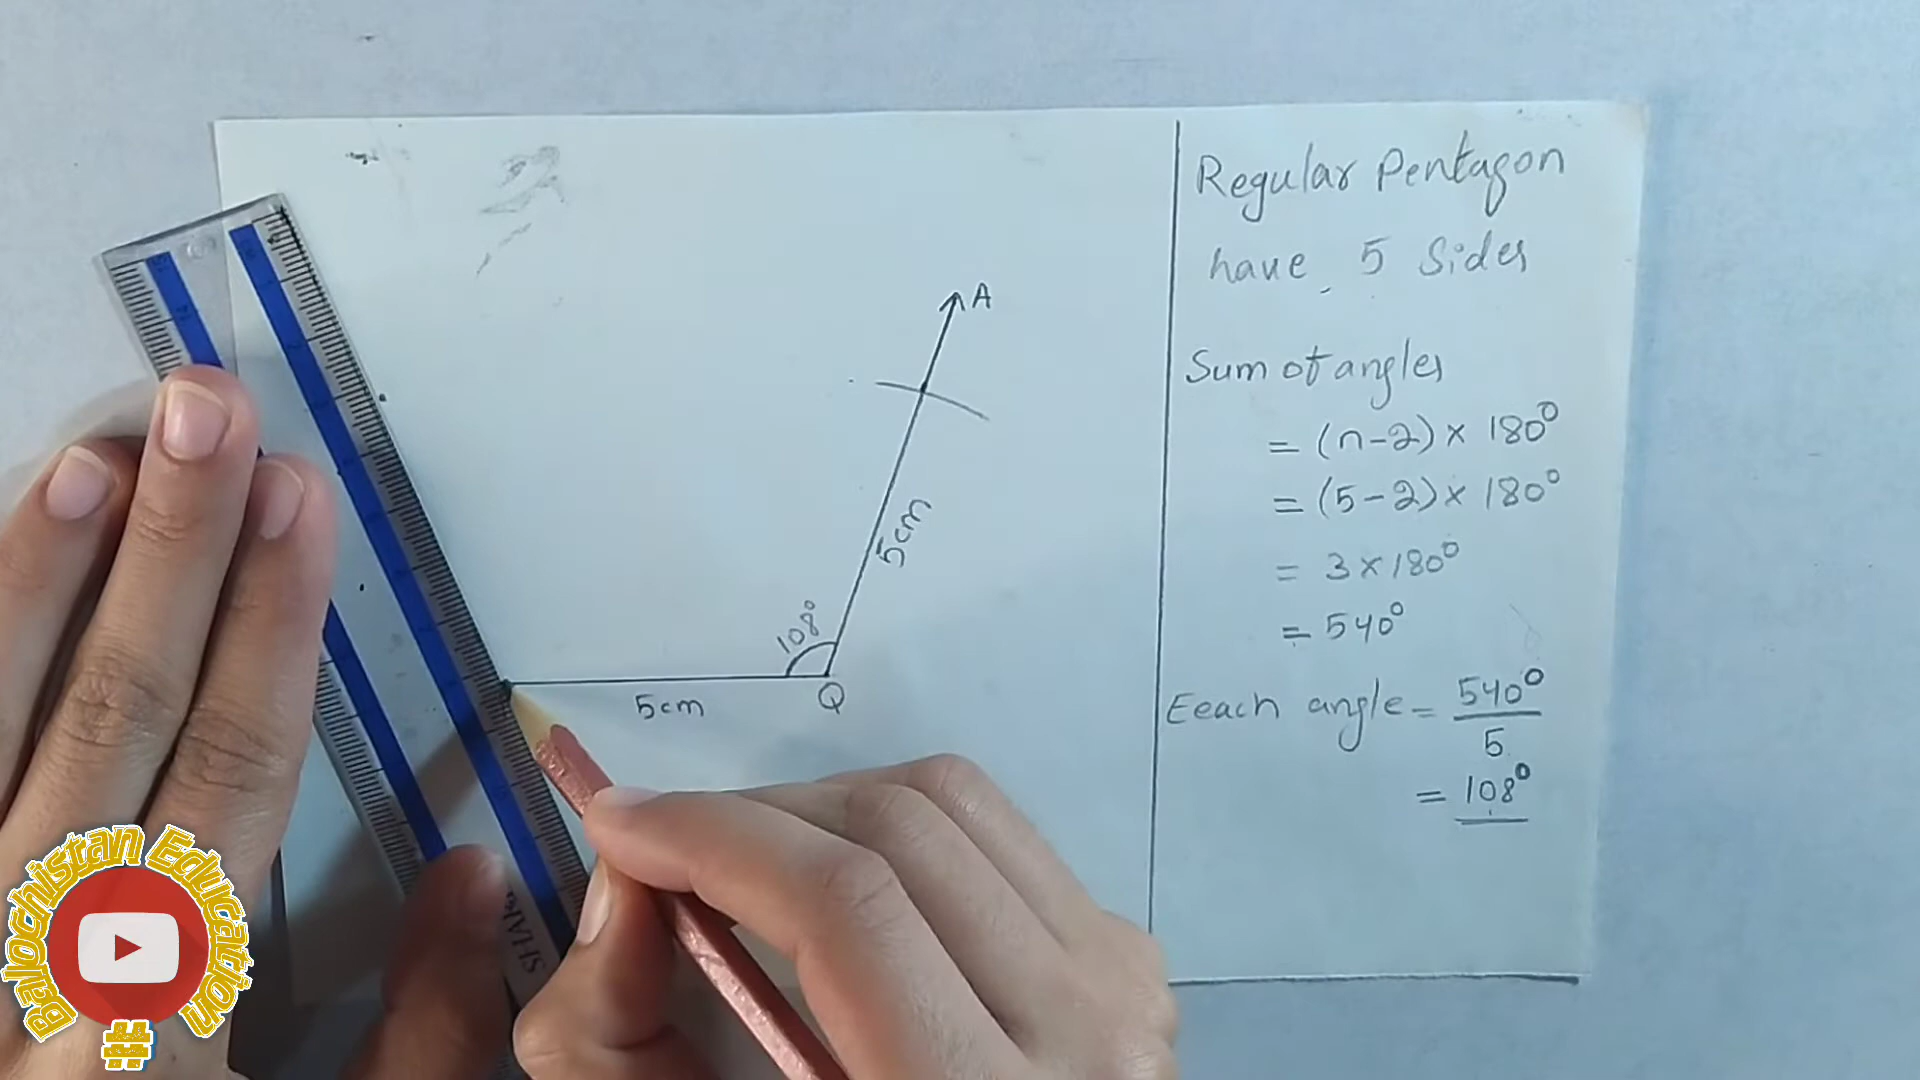 Regular Pentagon
have 5 Sides
Sum of angles
= (n-2) × 180°
= (5-2) × 180°
= 3 × 180°
= 540°
Eeach angle = 540°
5
= 108°
A
5cm
108°
5cm
Q
SHAh
Balochistan Education
#